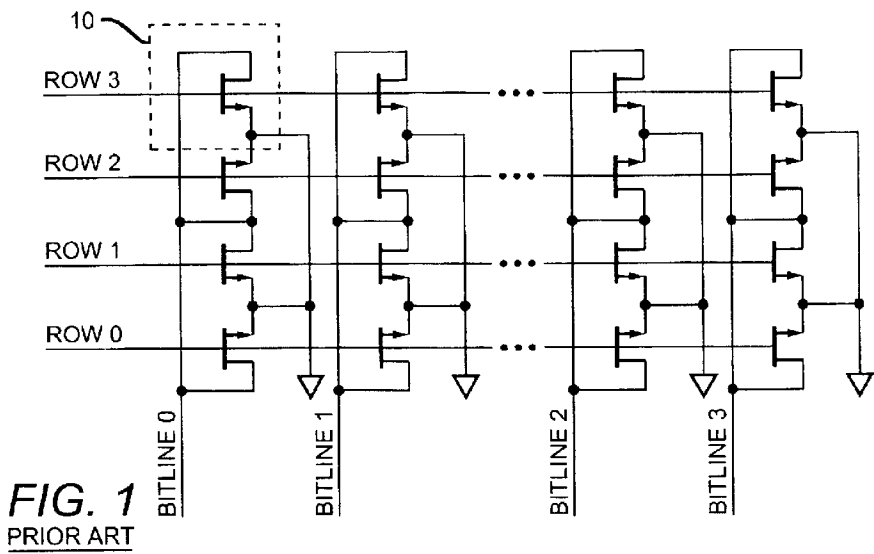 10
ROW 3
ROW 2
ROW 1
ROW 0
BITLINE 0
BITLINE 1
BITLINE 2
BITLINE 3
FIG. 1
PRIOR ART